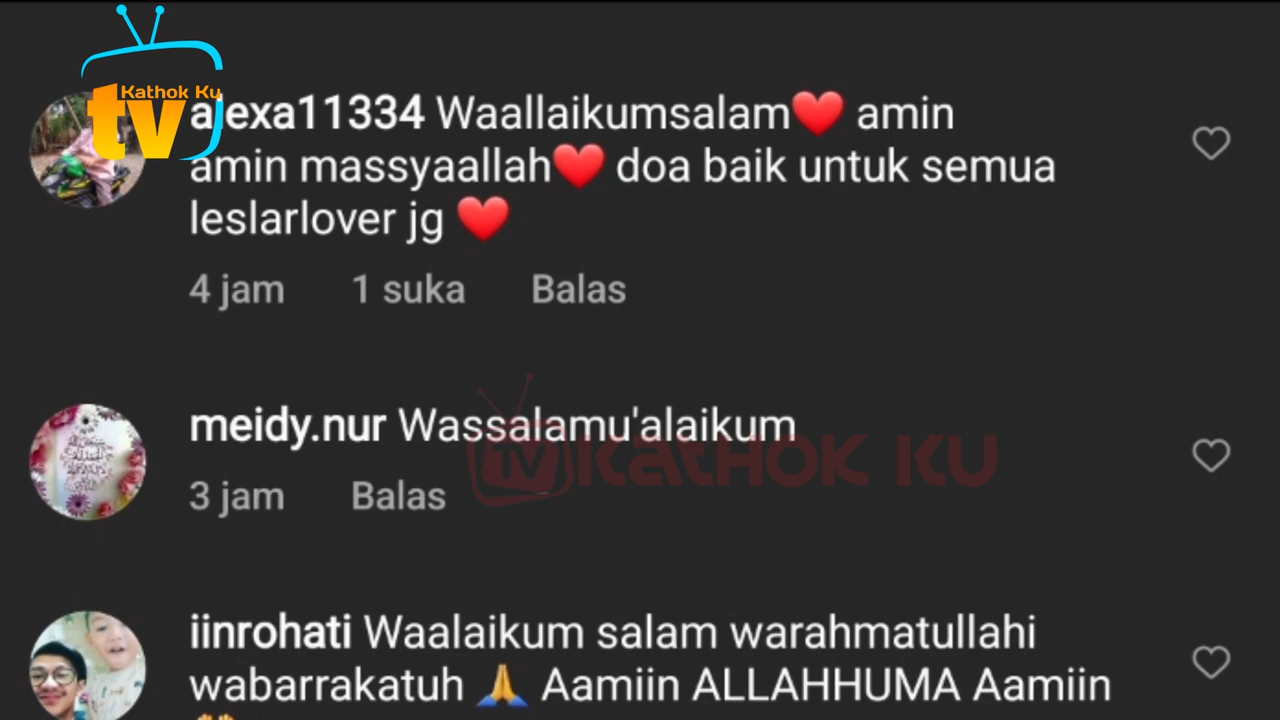 Kathok Ku
tv
alexa11334 Waallaikumsalam❤️ amin
amin massyaallah❤️ doa baik untuk semua
leslarlover jg ❤️
4 jam 1 suka Balas
meidy.nur Wassalamu'alaikum
tv KATHOK KU
3 jam Balas
iinrohati Waalaikum salam warahmatullahi
wabarrakatuh 🙏 Aamiin ALLAHHUMA Aamiin